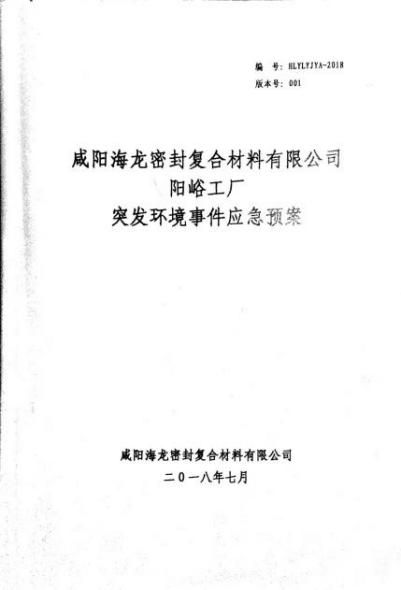 编 号：HLYLYJYA-2018
版本号：001
咸阳海龙密封复合材料有限公司
阳峪工厂
突发环境事件应急预案
咸阳海龙密封复合材料有限公司
二〇一八年七月